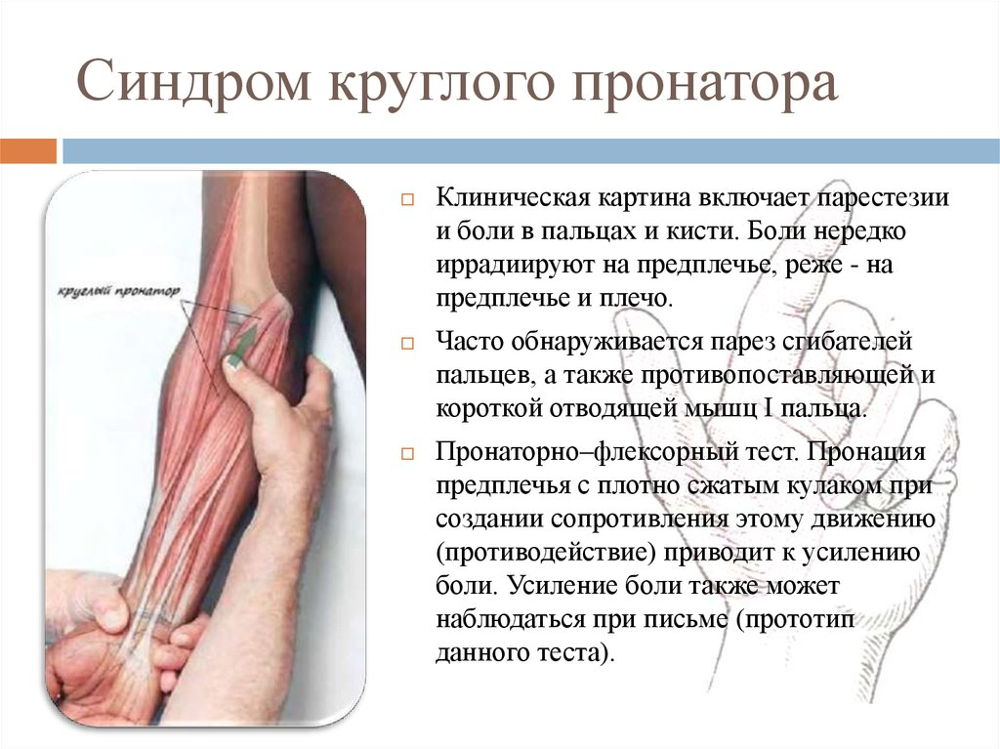 Синдром круглого пронатора
круглый пронатор
Клиническая картина включает парестезии
и боли в пальцах и кисти. Боли нередко
иррадиируют на предплечье, реже - на
предплечье и плечо.
Часто обнаруживается парез сгибателей
пальцев, а также противопоставляющей и
короткой отводящей мышц I пальца.
Пронаторно–флексорный тест. Пронация
предплечья с плотно сжатым кулаком при
создании сопротивления этому движению
(противодействие) приводит к усилению
боли. Усиление боли также может
наблюдаться при письме (прототип
данного теста).